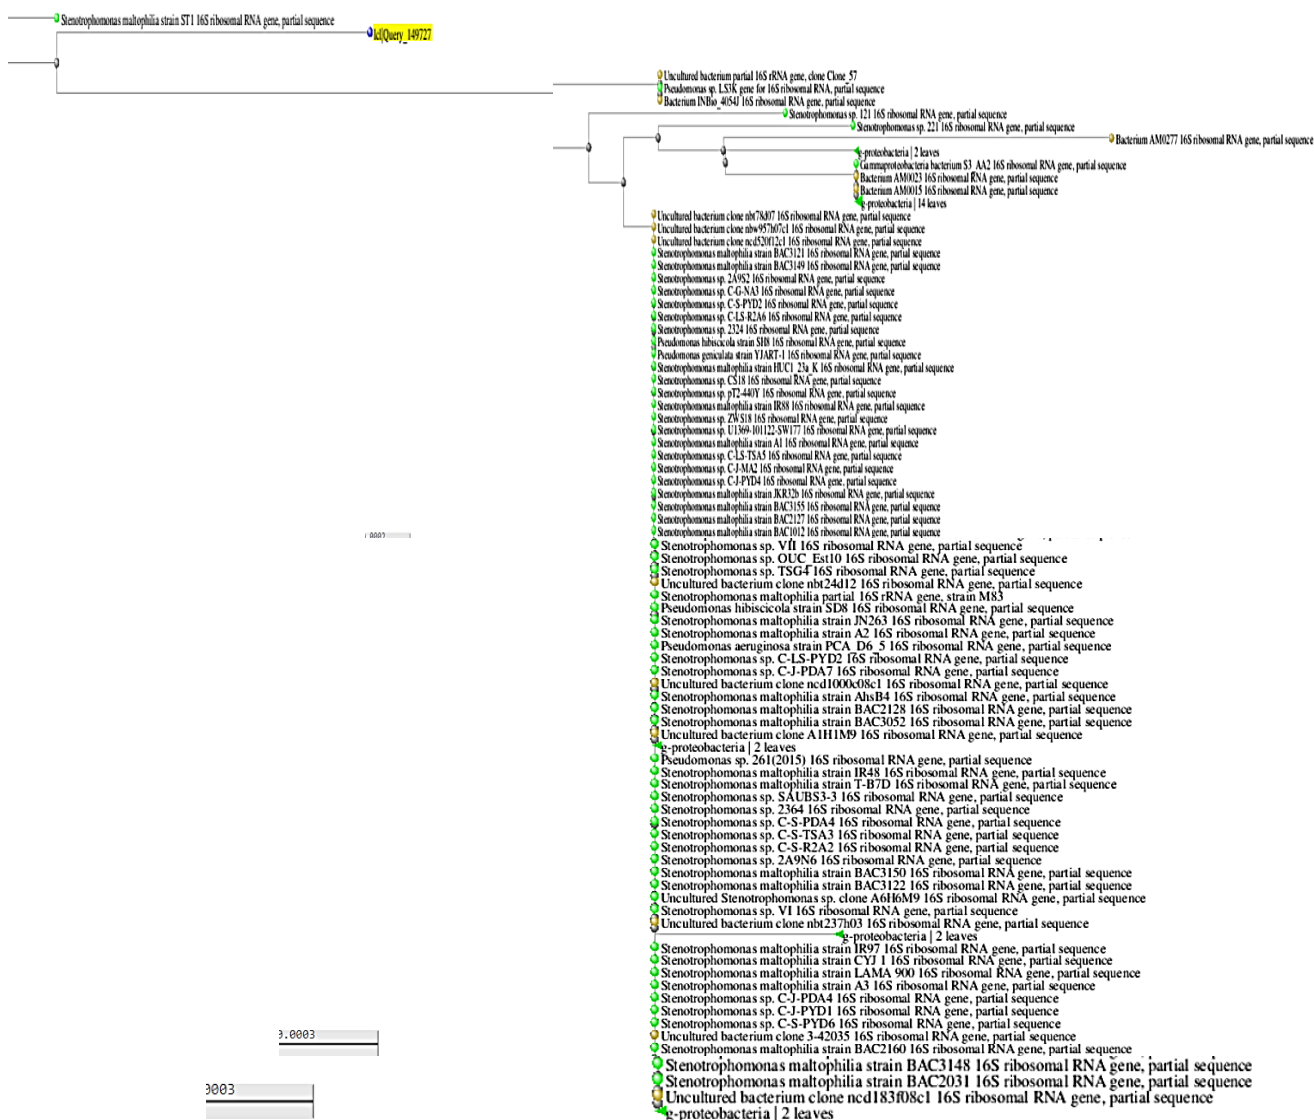 Stenotrophomonas maltophilia strain ST1 16S ribosomal RNA gene, partial sequence
lcl|Query_149727
Uncultured bacterium partial 16S rRNA gene, clone Clone_57
Pseudomonas sp. LS3K gene for 16S ribosomal RNA, partial sequence
Bacterium INBio_4054J 16S ribosomal RNA gene, partial sequence
Stenotrophomonas sp. 121 16S ribosomal RNA gene, partial sequence
Stenotrophomonas sp. 221 16S ribosomal RNA gene, partial sequence
Bacterium AM0277 16S ribosomal RNA gene, partial sequence
g-proteobacteria | 2 leaves
Gammaproteobacteria bacterium S3_AA2 16S ribosomal RNA gene, partial sequence
Bacterium AM0023 16S ribosomal RNA gene, partial sequence
Bacterium AM0015 16S ribosomal RNA gene, partial sequence
g-proteobacteria | 14 leaves
Uncultured bacterium clone nbt78d07 16S ribosomal RNA gene, partial sequence
Uncultured bacterium clone nbw957h07c1 16S ribosomal RNA gene, partial sequence
Uncultured bacterium clone ncd520f12c1 16S ribosomal RNA gene, partial sequence
Stenotrophomonas maltophilia strain BAC3121 16S ribosomal RNA gene, partial sequence
Stenotrophomonas maltophilia strain BAC3149 16S ribosomal RNA gene, partial sequence
Stenotrophomonas sp. 2A9S2 16S ribosomal RNA gene, partial sequence
Stenotrophomonas sp. C-G-NA3 16S ribosomal RNA gene, partial sequence
Stenotrophomonas sp. C-S-PYD2 16S ribosomal RNA gene, partial sequence
Stenotrophomonas sp. C-LS-R2A6 16S ribosomal RNA gene, partial sequence
Stenotrophomonas sp. 2324 16S ribosomal RNA gene, partial sequence
Pseudomonas hibiscicola strain SH8 16S ribosomal RNA gene, partial sequence
Pseudomonas geniculata strain YJART-1 16S ribosomal RNA gene, partial sequence
Stenotrophomonas maltophilia strain HUC1_23a_K 16S ribosomal RNA gene, partial sequence
Stenotrophomonas sp. CS18 16S ribosomal RNA gene, partial sequence
Stenotrophomonas sp. pT2-440Y 16S ribosomal RNA gene, partial sequence
Stenotrophomonas maltophilia strain IR88 16S ribosomal RNA gene, partial sequence
Stenotrophomonas sp. ZWS18 16S ribosomal RNA gene, partial sequence
Stenotrophomonas sp. U1369-101122-SW177 16S ribosomal RNA gene, partial sequence
Stenotrophomonas maltophilia strain A1 16S ribosomal RNA gene, partial sequence
Stenotrophomonas sp. C-LS-TSA5 16S ribosomal RNA gene, partial sequence
Stenotrophomonas sp. C-J-MA2 16S ribosomal RNA gene, partial sequence
Stenotrophomonas sp. C-J-PYD4 16S ribosomal RNA gene, partial sequence
Stenotrophomonas maltophilia strain JKR32b 16S ribosomal RNA gene, partial sequence
Stenotrophomonas maltophilia strain BAC3155 16S ribosomal RNA gene, partial sequence
Stenotrophomonas maltophilia strain BAC2127 16S ribosomal RNA gene, partial sequence
Stenotrophomonas maltophilia strain BAC1012 16S ribosomal RNA gene, partial sequence
Stenotrophomonas sp. VII 16S ribosomal RNA gene, partial sequence
Stenotrophomonas sp. OUC_Est10 16S ribosomal RNA gene, partial sequence
Stenotrophomonas sp. TSG4 16S ribosomal RNA gene, partial sequence
Uncultured bacterium clone nbt24d12 16S ribosomal RNA gene, partial sequence
Stenotrophomonas maltophilia partial 16S rRNA gene, strain M83
Pseudomonas hibiscicola strain SD8 16S ribosomal RNA gene, partial sequence
Stenotrophomonas maltophilia strain JN263 16S ribosomal RNA gene, partial sequence
Stenotrophomonas maltophilia strain A2 16S ribosomal RNA gene, partial sequence
Pseudomonas aeruginosa strain PCA_D6_5 16S ribosomal RNA gene, partial sequence
Stenotrophomonas sp. C-LS-PYD2 16S ribosomal RNA gene, partial sequence
Stenotrophomonas sp. C-J-PDA7 16S ribosomal RNA gene, partial sequence
Uncultured bacterium clone ncd1000c08c1 16S ribosomal RNA gene, partial sequence
Stenotrophomonas maltophilia strain AhsB4 16S ribosomal RNA gene, partial sequence
Stenotrophomonas maltophilia strain BAC2128 16S ribosomal RNA gene, partial sequence
Stenotrophomonas maltophilia strain BAC3052 16S ribosomal RNA gene, partial sequence
Uncultured bacterium clone A1H1M9 16S ribosomal RNA gene, partial sequence
g-proteobacteria | 2 leaves
Pseudomonas sp. 261(2015) 16S ribosomal RNA gene, partial sequence
Stenotrophomonas maltophilia strain IR48 16S ribosomal RNA gene, partial sequence
Stenotrophomonas maltophilia strain T-B7D 16S ribosomal RNA gene, partial sequence
Stenotrophomonas sp. SAUBS3-3 16S ribosomal RNA gene, partial sequence
Stenotrophomonas sp. 2364 16S ribosomal RNA gene, partial sequence
Stenotrophomonas sp. C-S-PDA4 16S ribosomal RNA gene, partial sequence
Stenotrophomonas sp. C-S-TSA3 16S ribosomal RNA gene, partial sequence
Stenotrophomonas sp. C-S-R2A2 16S ribosomal RNA gene, partial sequence
Stenotrophomonas sp. 2A9N6 16S ribosomal RNA gene, partial sequence
Stenotrophomonas maltophilia strain BAC3150 16S ribosomal RNA gene, partial sequence
Stenotrophomonas maltophilia strain BAC3122 16S ribosomal RNA gene, partial sequence
Uncultured Stenotrophomonas sp. clone A6H6M9 16S ribosomal RNA gene, partial sequence
Stenotrophomonas sp. VI 16S ribosomal RNA gene, partial sequence
Uncultured bacterium clone nbt237h03 16S ribosomal RNA gene, partial sequence
g-proteobacteria | 2 leaves
Stenotrophomonas maltophilia strain IR97 16S ribosomal RNA gene, partial sequence
Stenotrophomonas maltophilia strain CYJ 1 16S ribosomal RNA gene, partial sequence
Stenotrophomonas maltophilia strain LAMA 900 16S ribosomal RNA gene, partial sequence
Stenotrophomonas maltophilia strain A3 16S ribosomal RNA gene, partial sequence
Stenotrophomonas sp. C-J-PDA4 16S ribosomal RNA gene, partial sequence
Stenotrophomonas sp. C-J-PYD1 16S ribosomal RNA gene, partial sequence
Stenotrophomonas sp. C-S-PYD6 16S ribosomal RNA gene, partial sequence
0.0003
Uncultured bacterium clone 3-42035 16S ribosomal RNA gene, partial sequence
Stenotrophomonas maltophilia strain BAC2160 16S ribosomal RNA gene, partial sequence
Stenotrophomonas maltophilia strain BAC3148 16S ribosomal RNA gene, partial sequence
Stenotrophomonas maltophilia strain BAC2031 16S ribosomal RNA gene, partial sequence
0003
Uncultured bacterium clone ncd183f08c1 16S ribosomal RNA gene, partial sequence
g-proteobacteria | 2 leaves